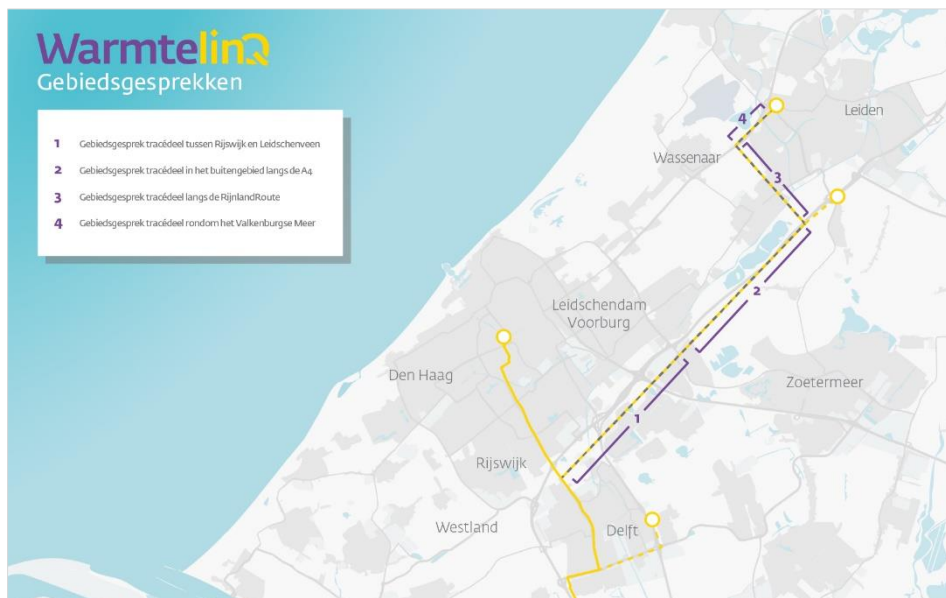 WarmtelinQ
Gebiedsgesprekken
1 Gebiedsgesprek tracédeel tussen Rijswijk en Leidschenveen
2 Gebiedsgesprek tracédeel in het buitengebied langs de A4
3 Gebiedsgesprek tracédeel langs de RijnlandRoute
4 Gebiedsgesprek tracédeel rondom het Valkenburgse Meer
4
Leiden
Wassenaar
3
2
Leidschendam
Voorburg
Den Haag
Zoetermeer
1
Rijswijk
Westland
Delft